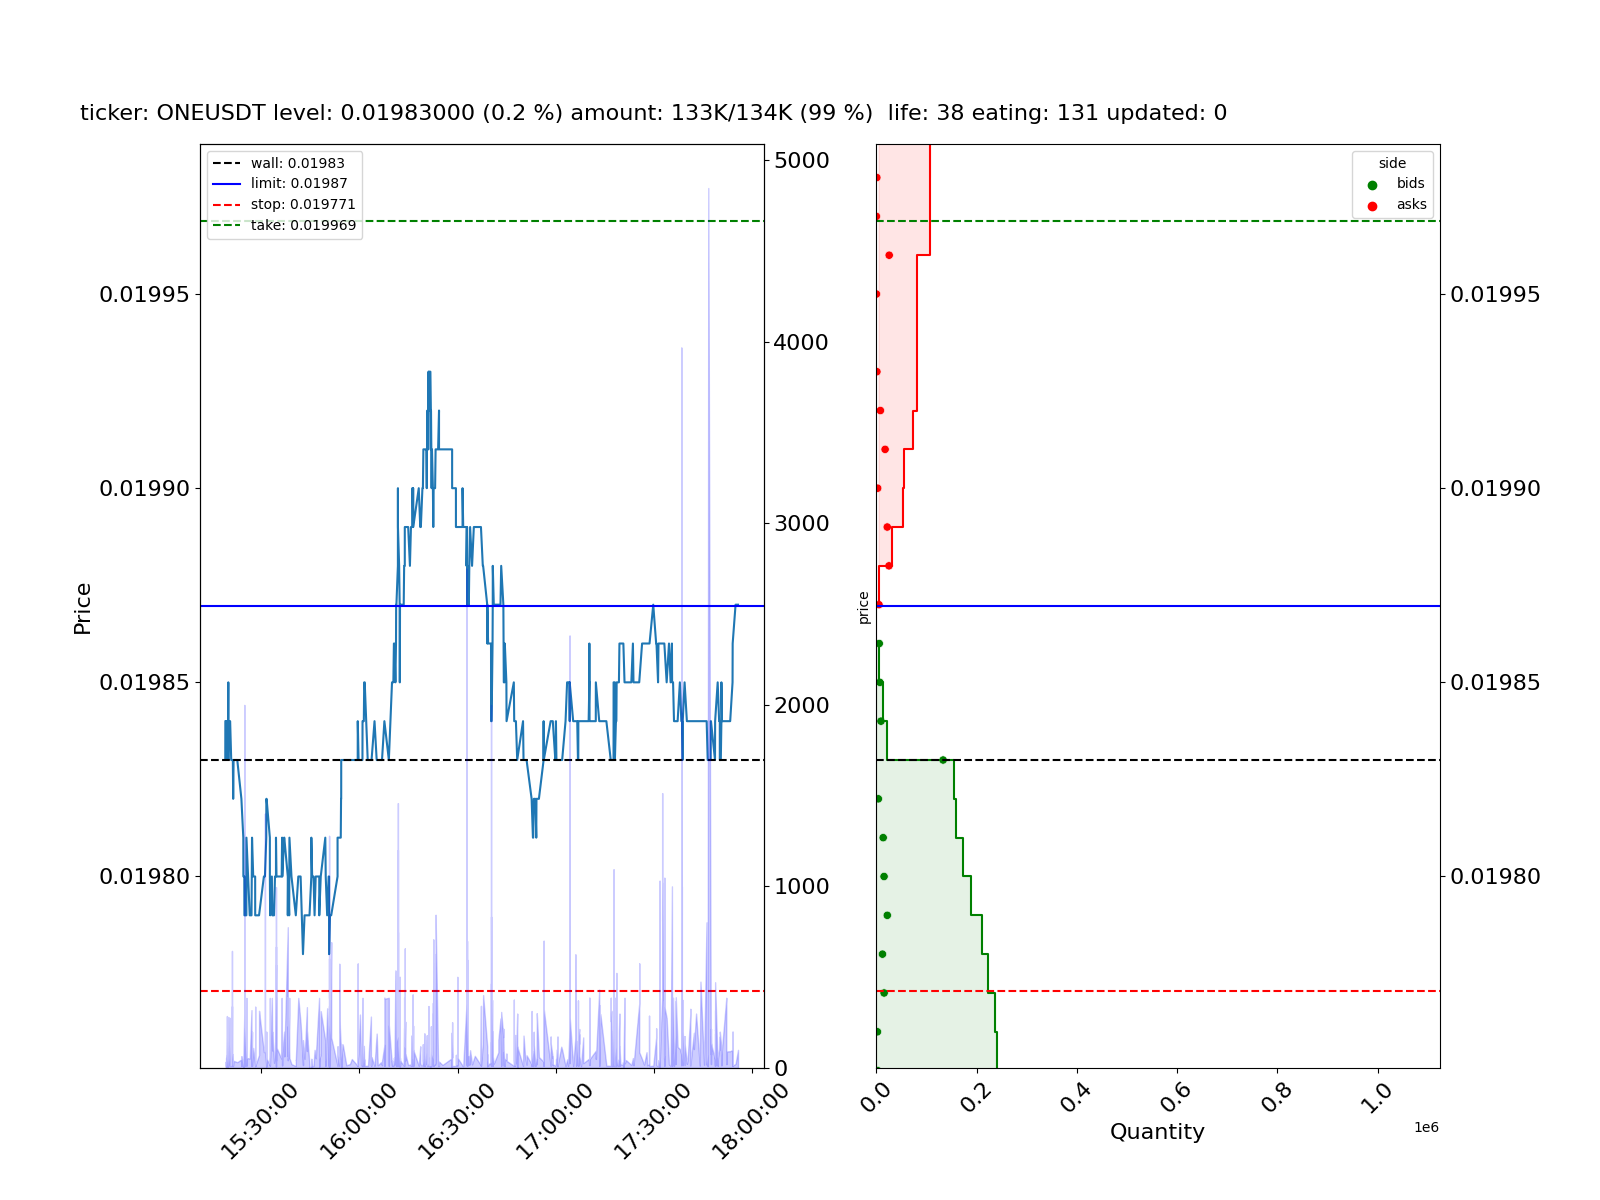 ticker: ONEUSDT level: 0.01983000 (0.2 %) amount: 133K/134K (99 %)  life: 38 eating: 131 updated: 0
wall: 0.01983
limit: 0.01987
stop: 0.019771
take: 0.019969
Price
0.01995
0.01990
0.01985
0.01980
5000
4000
3000
2000
1000
0
15:30:00
16:00:00
16:30:00
17:00:00
17:30:00
18:00:00
side
bids
asks
price
0.01995
0.01990
0.01985
0.01980
0.0
0.2
0.4
0.6
0.8
1.0
1e6
Quantity